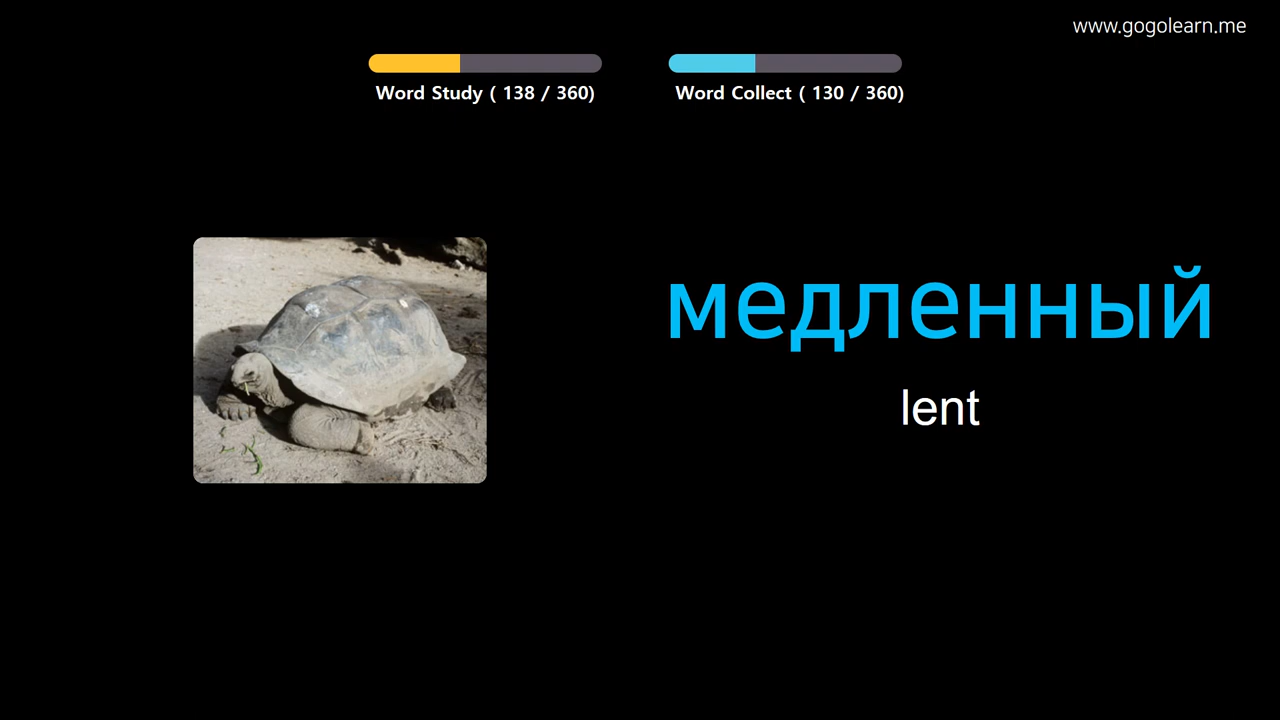 www.gogolearn.me
Word Study ( 138 / 360)
Word Collect ( 130 / 360)
медленный
lent